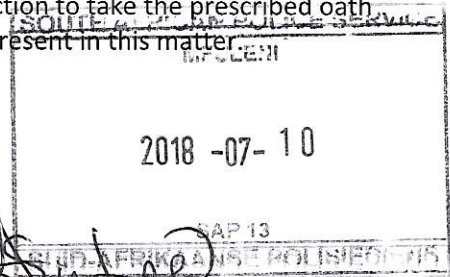 ction to take the prescribed oath
SOUTH AFRICAN POLICE SERVICE
resent in this matter.
2018 -07- 10
SAP 13
SUID-AFRIKAANSE POLISIEDIENS